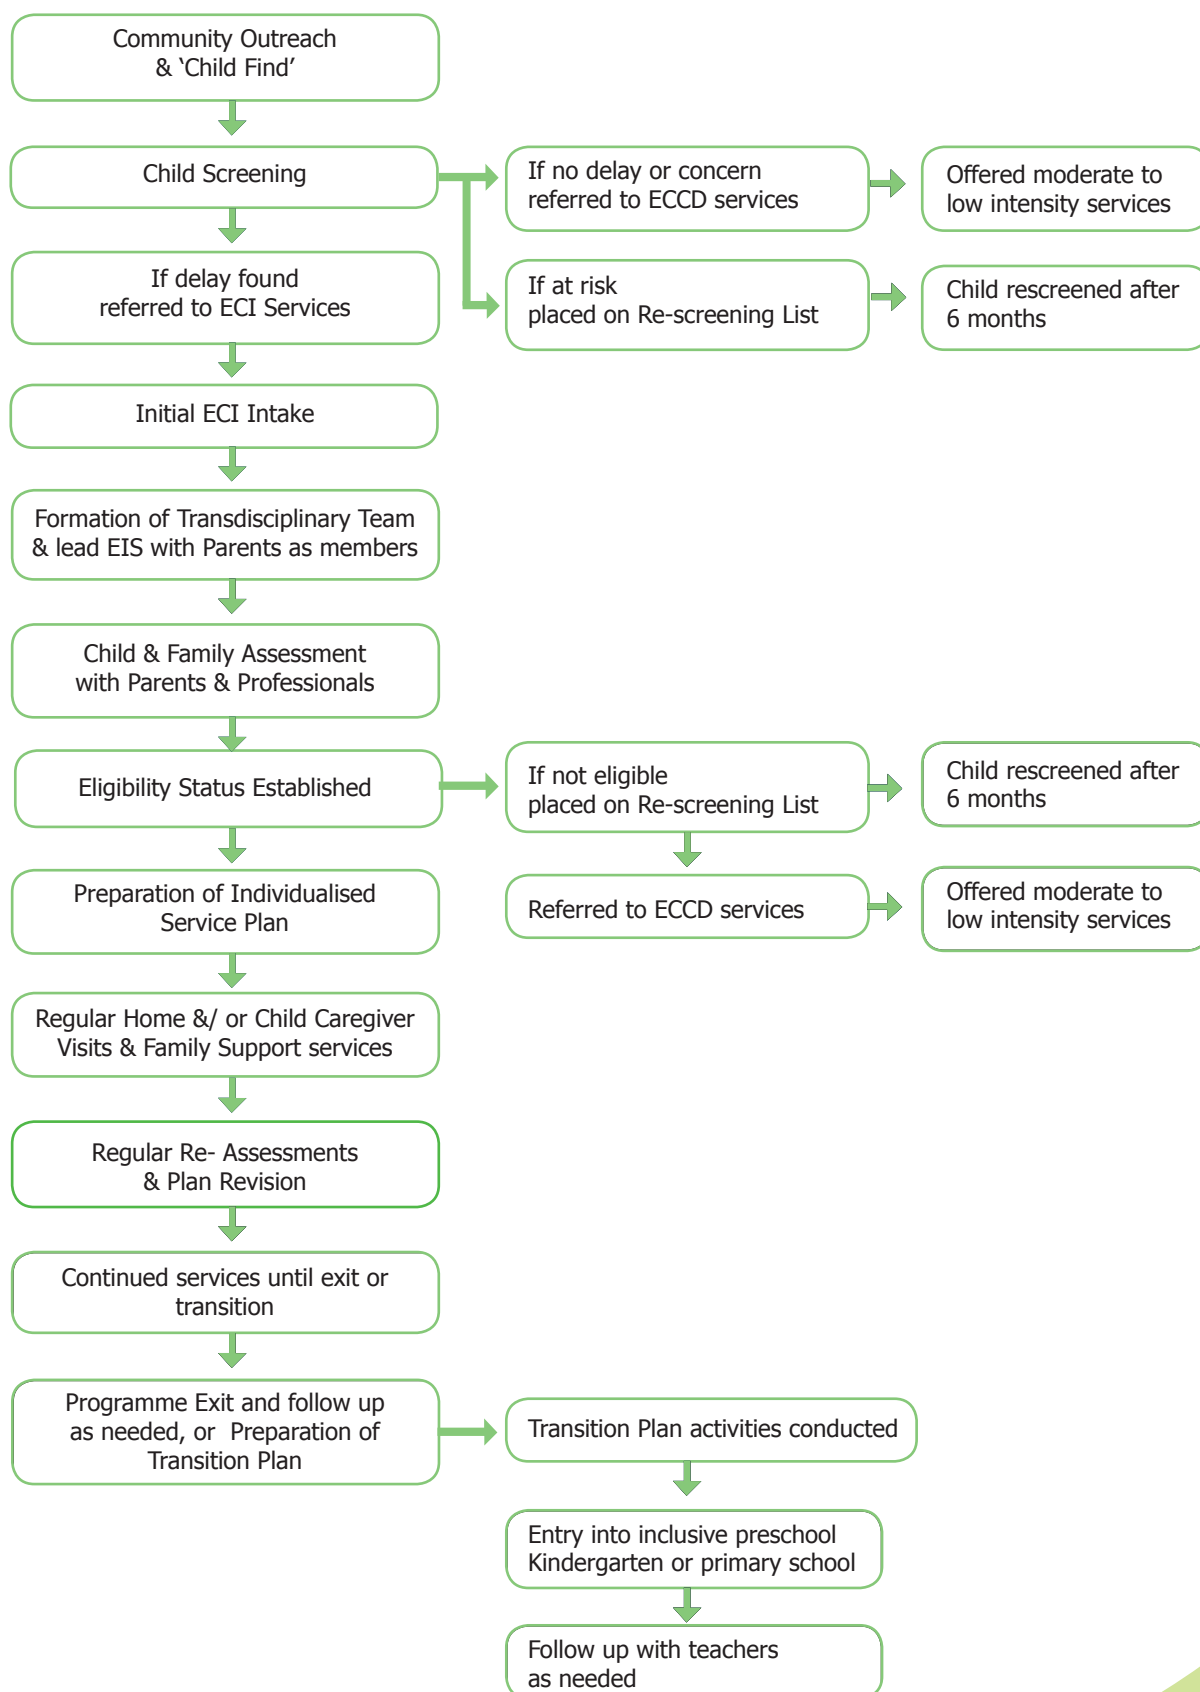 Community Outreach
& ‘Child Find’
Child Screening
If no delay or concern
referred to ECCD services
Offered moderate to
low intensity services
If delay found
referred to ECI Services
If at risk
placed on Re-screening List
Child rescreened after
6 months
Initial ECI Intake
Formation of Transdisciplinary Team
& lead EIS with Parents as members
Child & Family Assessment
with Parents & Professionals
Eligibility Status Established
If not eligible
placed on Re-screening List
Child rescreened after
6 months
Preparation of Individualised
Service Plan
Referred to ECCD services
Offered moderate to
low intensity services
Regular Home &/ or Child Caregiver
Visits & Family Support services
Regular Re- Assessments
& Plan Revision
Continued services until exit or
transition
Programme Exit and follow up
as needed, or  Preparation of
Transition Plan
Transition Plan activities conducted
Entry into inclusive preschool
Kindergarten or primary school
Follow up with teachers
as needed